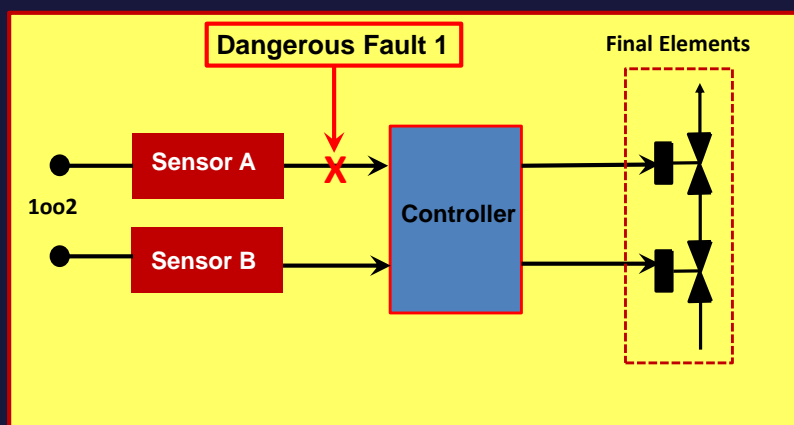 Dangerous Fault 1
Final Elements
Sensor A
X
1oo2
Controller
Sensor B